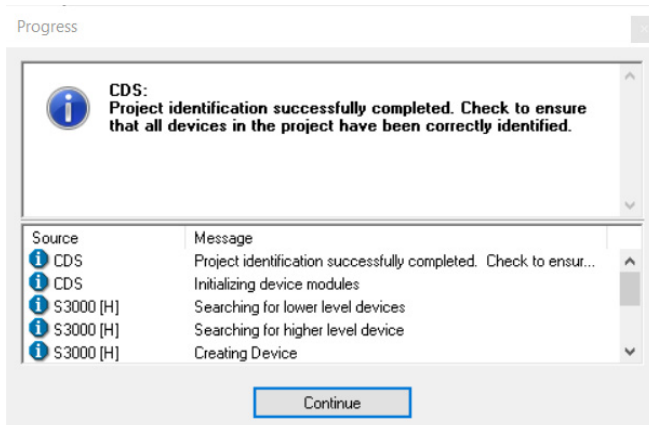 Progress
CDS:
Project identification successfully completed. Check to ensure
that all devices in the project have been correctly identified.
Source Message
CDS Project identification successfully completed. Check to ensur...
CDS Initializing device modules
S3000 [H] Searching for lower level devices
S3000 [H] Searching for higher level device
S3000 [H] Creating Device
Continue